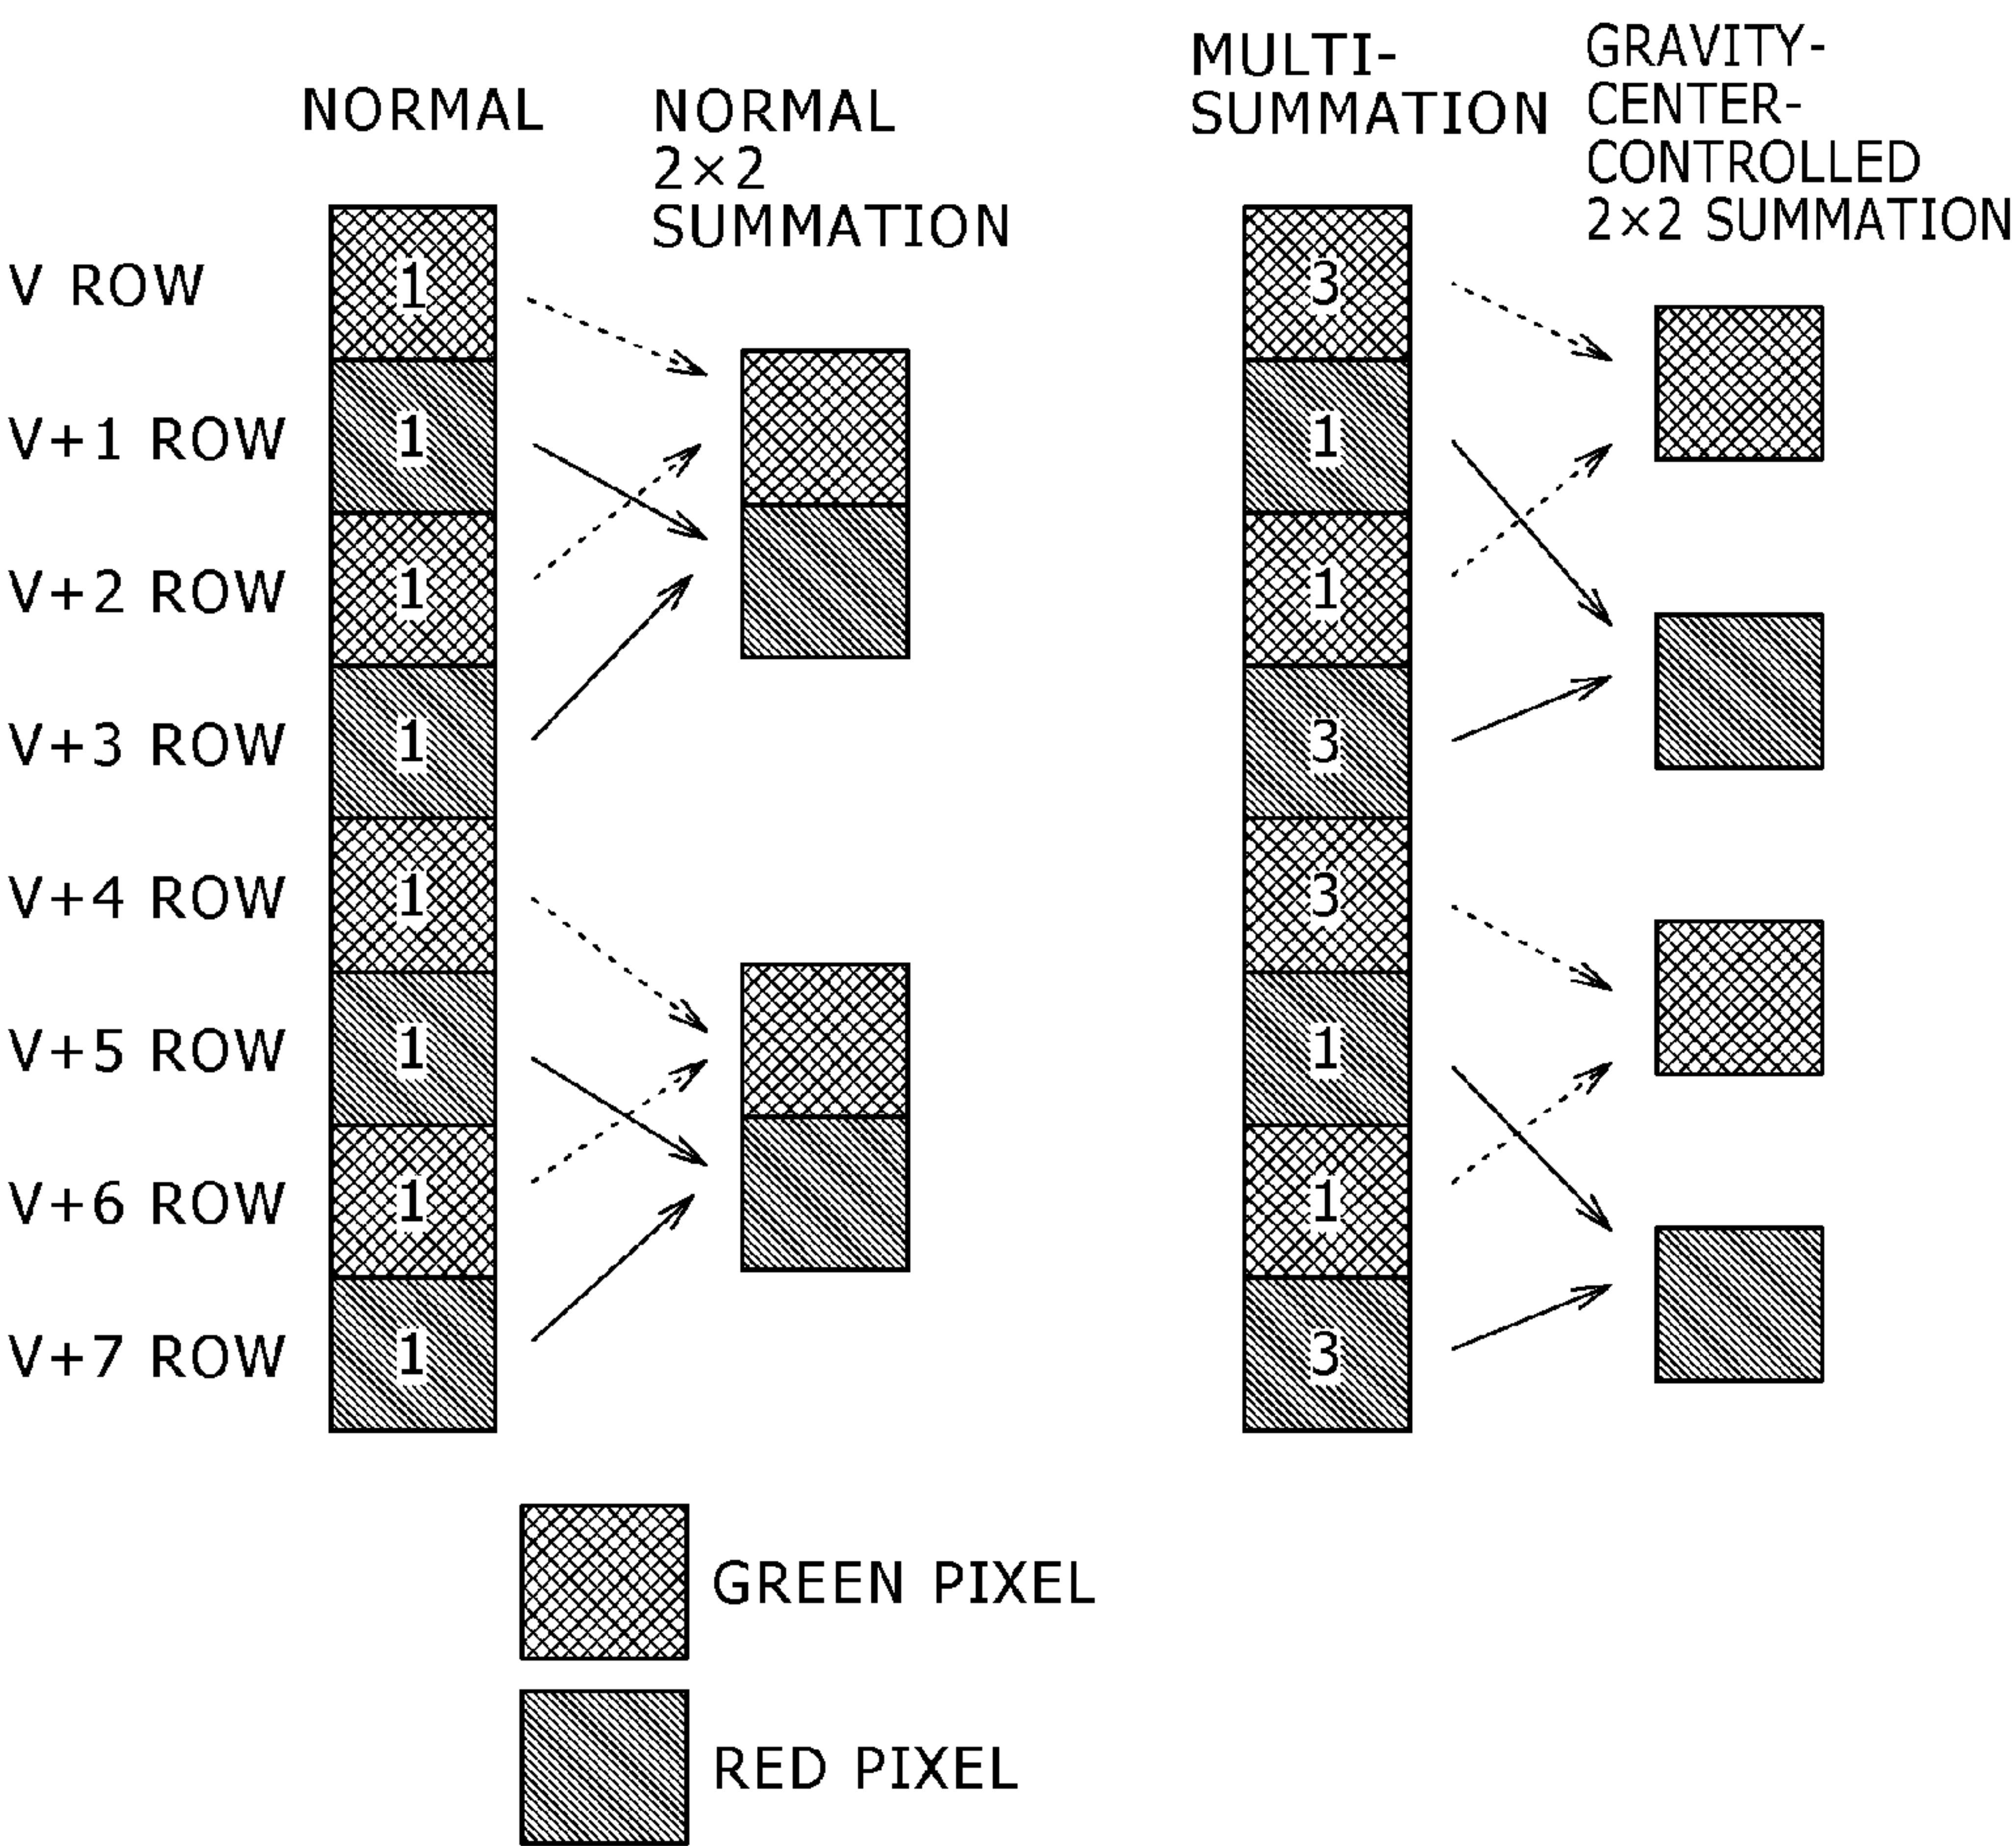 NORMAL
NORMAL
2×2
SUMMATION
MULTI-
SUMMATION
GRAVITY-
CENTER-
CONTROLLED
2×2 SUMMATION
V ROW
1
3
V+1 ROW
1
1
V+2 ROW
1
1
V+3 ROW
1
3
V+4 ROW
1
3
V+5 ROW
1
1
V+6 ROW
1
1
V+7 ROW
1
3
GREEN PIXEL
RED PIXEL